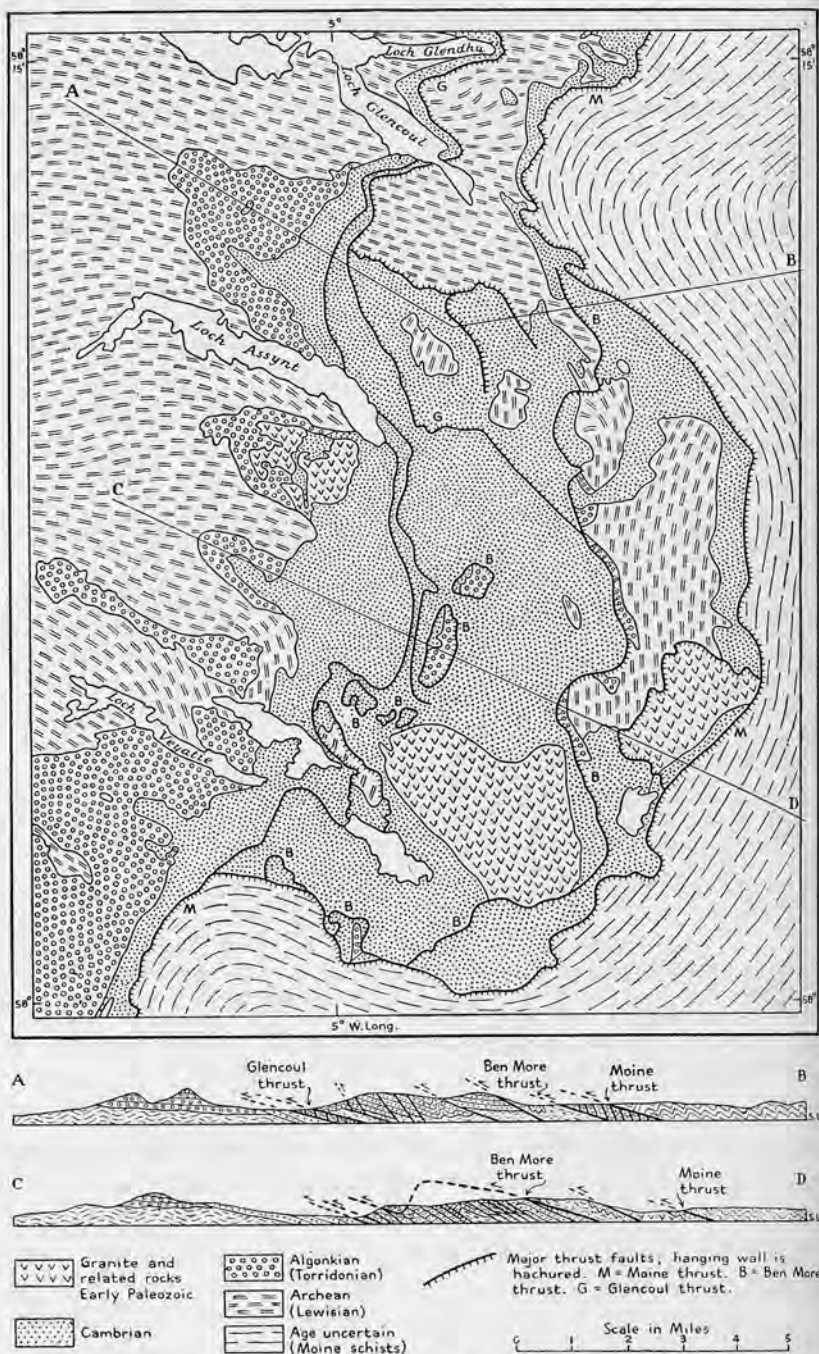 5°
58°
15'
58°
15'
Loch Glendhu
G
M
A
Loch Glencoul
B
B
Loch Assynt
G
C
B
B
B
B
Loch
Veyatie
M
B
D
B
M
B
B
58°
58°
5° W. Long.
A
Glencoul
thrust
Ben More
thrust
Moine
thrust
B
C
Ben More
thrust
Moine
thrust
D
Granite and
related rocks
Early Paleozoic
Cambrian
Algonkian
(Torridonian)
Archean
(Lewisian)
Age uncertain
(Moine schists)
Major thrust faults, hanging wall is
hachured. M = Moine thrust. B = Ben More
thrust. G = Glencoul thrust.
Scale in Miles
0 1 2 3 4 5